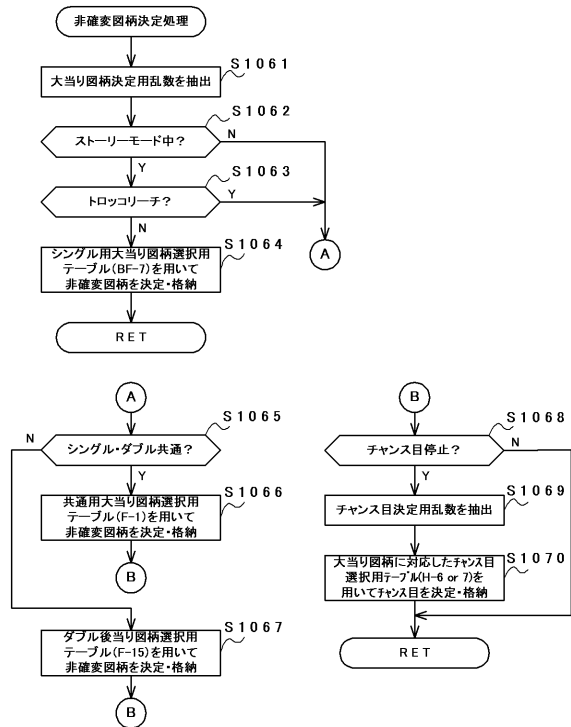 非確変図柄決定処理
S1061
大当り図柄決定用乱数を抽出
S1062
ストーリーモード中？
N
Y
S1063
トロッコリーチ？
Y
N
S1064
シングル用大当り図柄選択用
テーブル(BF-7)を用いて
非確変図柄を決定・格納
A
RET
A
S1065
N
シングル・ダブル共通？
Y
S1066
共通用大当り図柄選択用
テーブル(F-1)を用いて
非確変図柄を決定・格納
B
S1067
ダブル後当り図柄選択用
テーブル(F-15)を用いて
非確変図柄を決定・格納
B
B
S1068
チャンス目停止？
N
Y
S1069
チャンス目決定用乱数を抽出
S1070
大当り図柄に対応したチャンス目
選択用テーブル(H-6 or 7)を
用いてチャンス目を決定・格納
RET